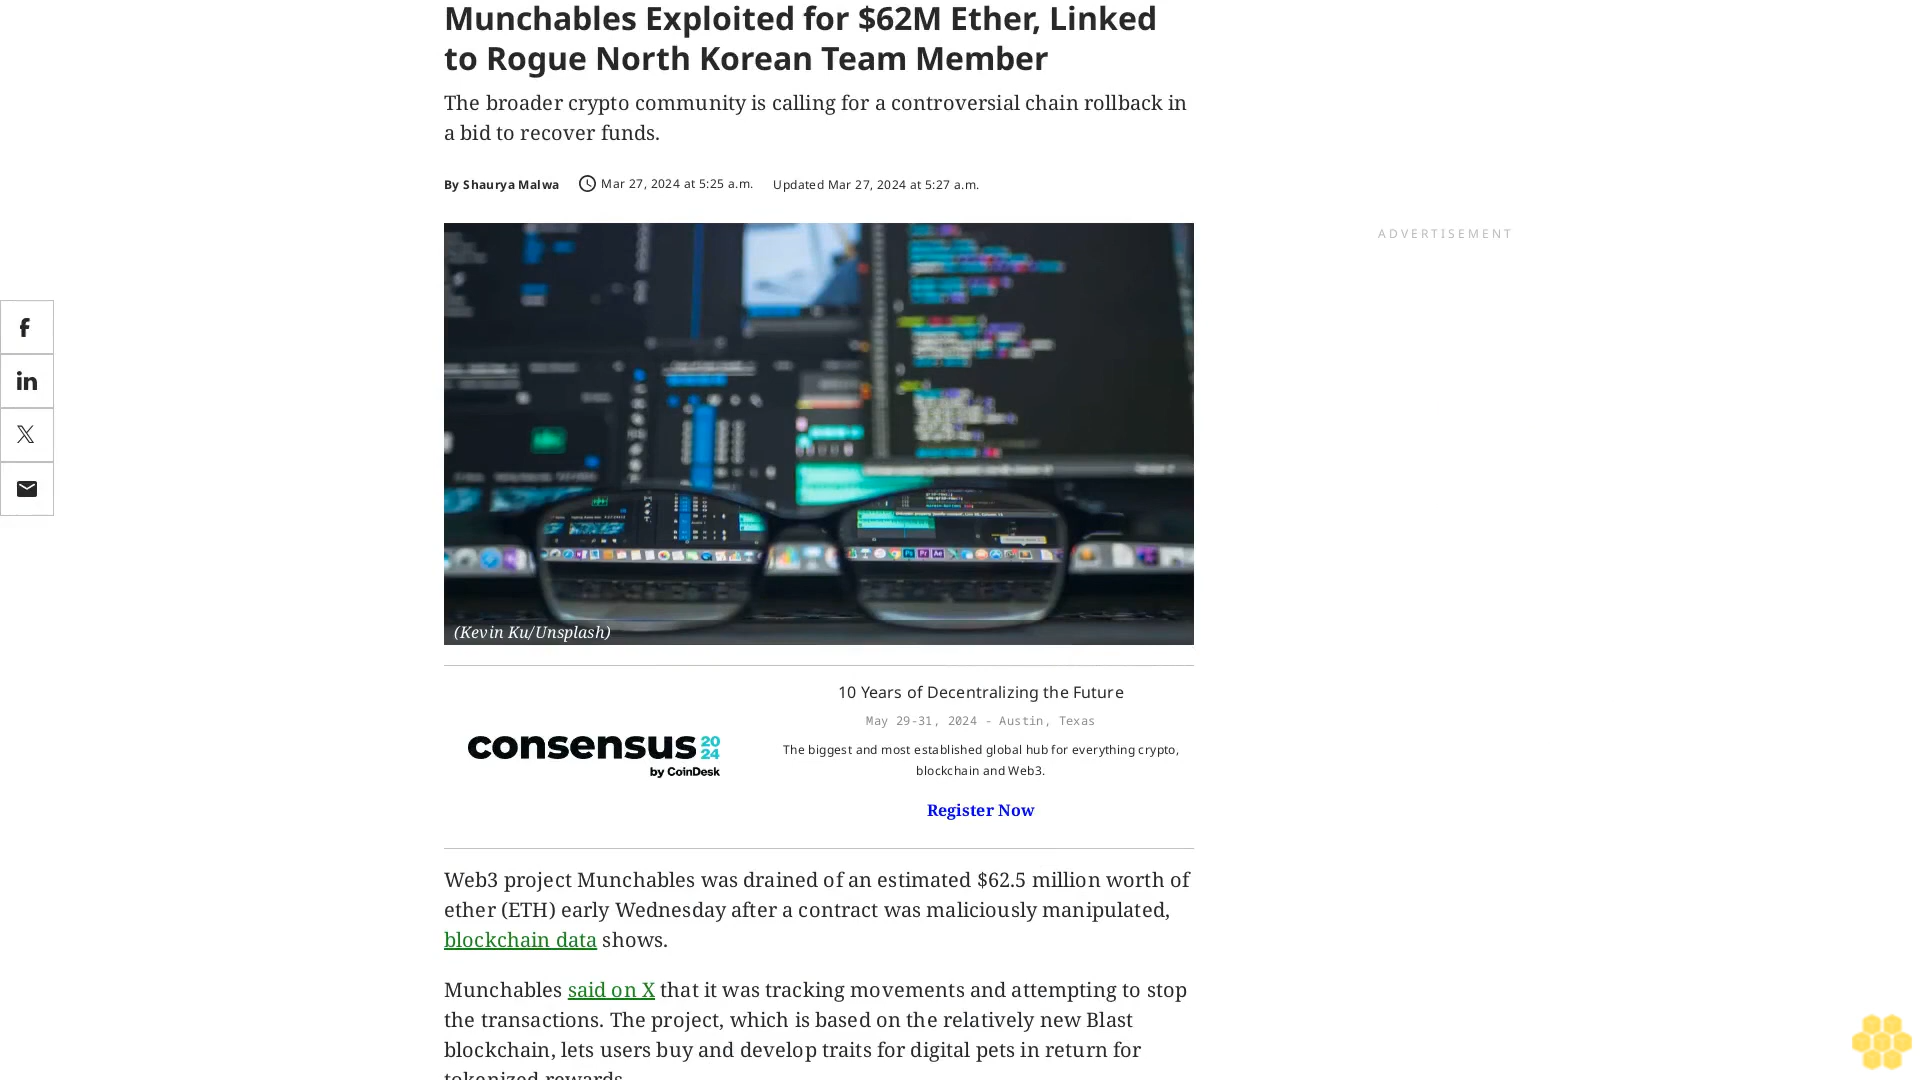 Munchables Exploited for $62M Ether, Linked
to Rogue North Korean Team Member
The broader crypto community is calling for a controversial chain rollback in
a bid to recover funds.
By Shaurya Malwa Mar 27, 2024 at 5:25 a.m. Updated Mar 27, 2024 at 5:27 a.m.
ADVERTISEMENT
(Kevin Ku/Unsplash)
10 Years of Decentralizing the Future
May 29-31, 2024 - Austin, Texas
consensus 2024
by CoinDesk
The biggest and most established global hub for everything crypto,
blockchain and Web3.
Register Now
Web3 project Munchables was drained of an estimated $62.5 million worth of
ether (ETH) early Wednesday after a contract was maliciously manipulated,
blockchain data shows.
Munchables said on X that it was tracking movements and attempting to stop
the transactions. The project, which is based on the relatively new Blast
blockchain, lets users buy and develop traits for digital pets in return for
tokenized rewards.